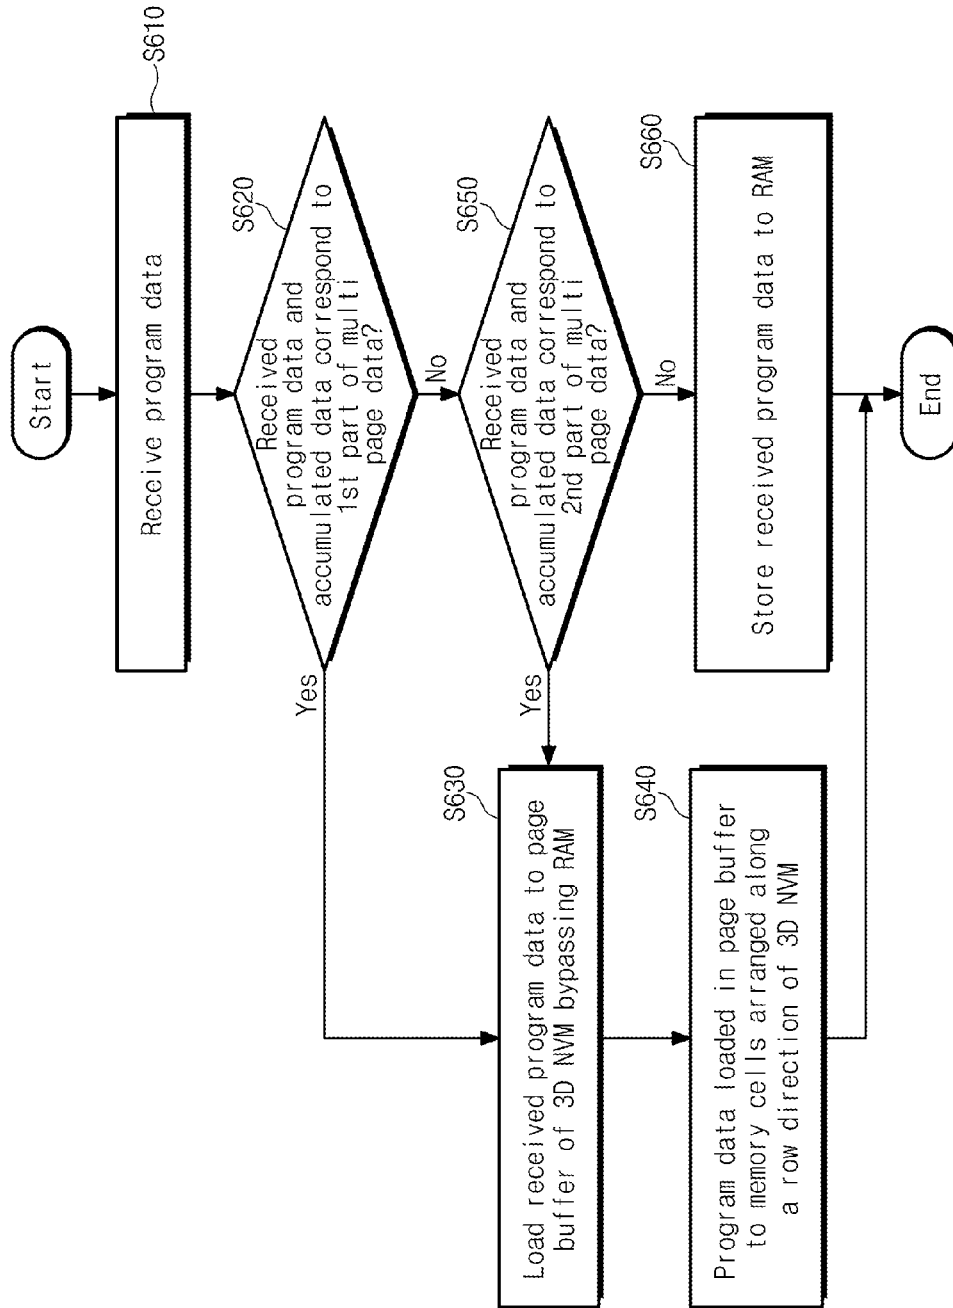 Start
S610
Receive program data
S620
Received
program data and
accumulated data correspond to
1st part of multi
page data?
Yes
No
S630
Load received program data to page
buffer of 3D NVM bypassing RAM
S650
Received
program data and
accumulated data correspond to
2nd part of multi
page data?
Yes
No
S640
Program data loaded in page buffer
to memory cells arranged along
a row direction of 3D NVM
S660
Store received program data to RAM
End